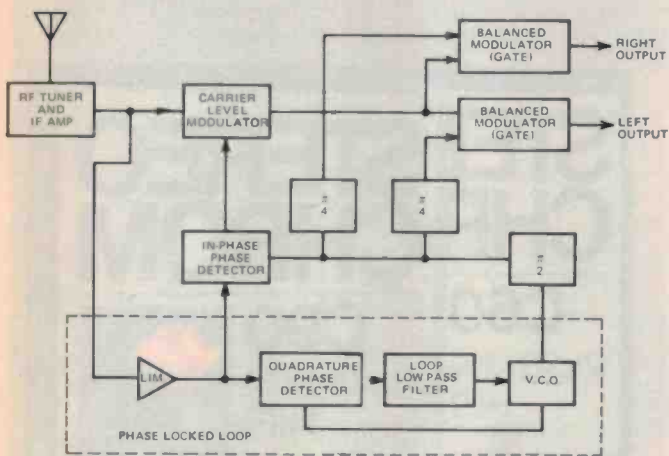 BALANCED
MODULATOR
(GATE)
RIGHT
OUTPUT
RF TUNER
AND
IF AMP
CARRIER
LEVEL
MODULATOR
BALANCED
MODULATOR
(GATE)
LEFT
OUTPUT
π
4
π
4
IN-PHASE
PHASE
DETECTOR
π
2
LIM
QUADRATURE
PHASE
DETECTOR
LOOP
LOW PASS
FILTER
V.C.O.
PHASE LOCKED LOOP